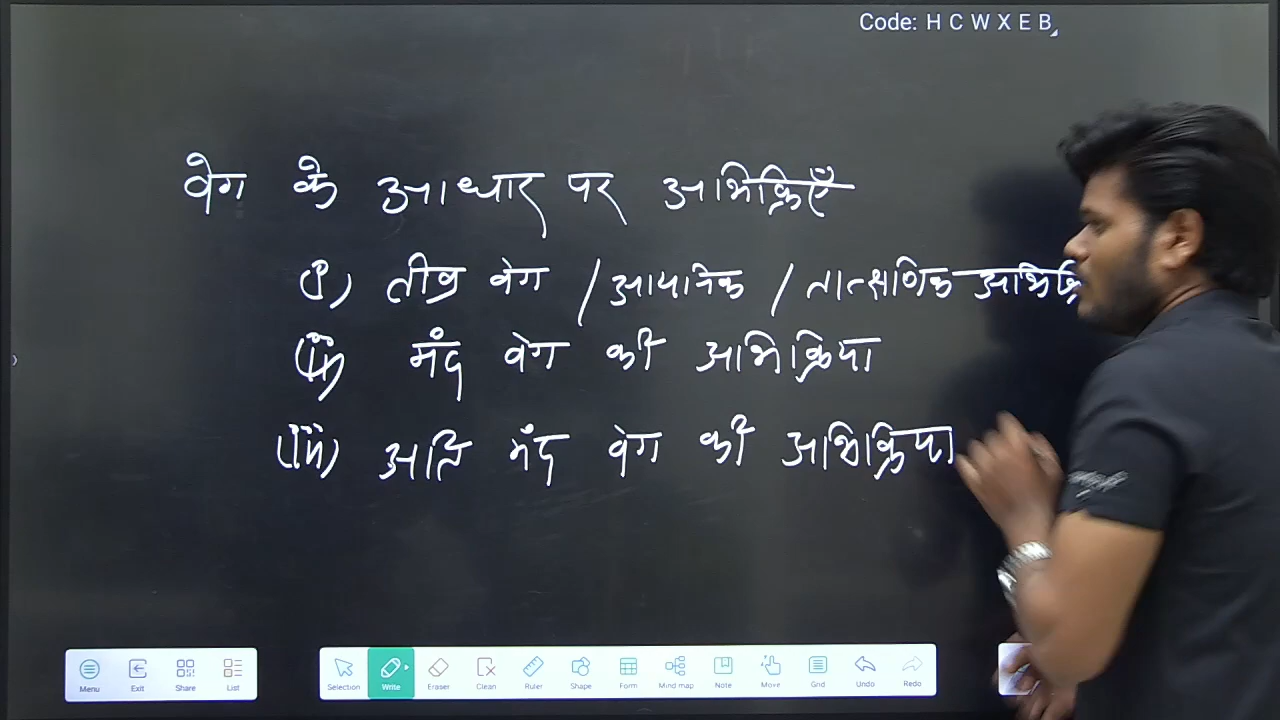 Code: H C W X E B
वेग के आधार पर अभिक्रिएँ
(i) तीव्र वेग / आयनिक / तात्क्षणिक
(ii) मंद वेग की अभिक्रिया
(iii) अति मंद वेग की अभिक्रिया
Menu Exit Share List Selection Write Eraser Clean Ruler Shape Form Mind map Note Move Grid Undo Redo